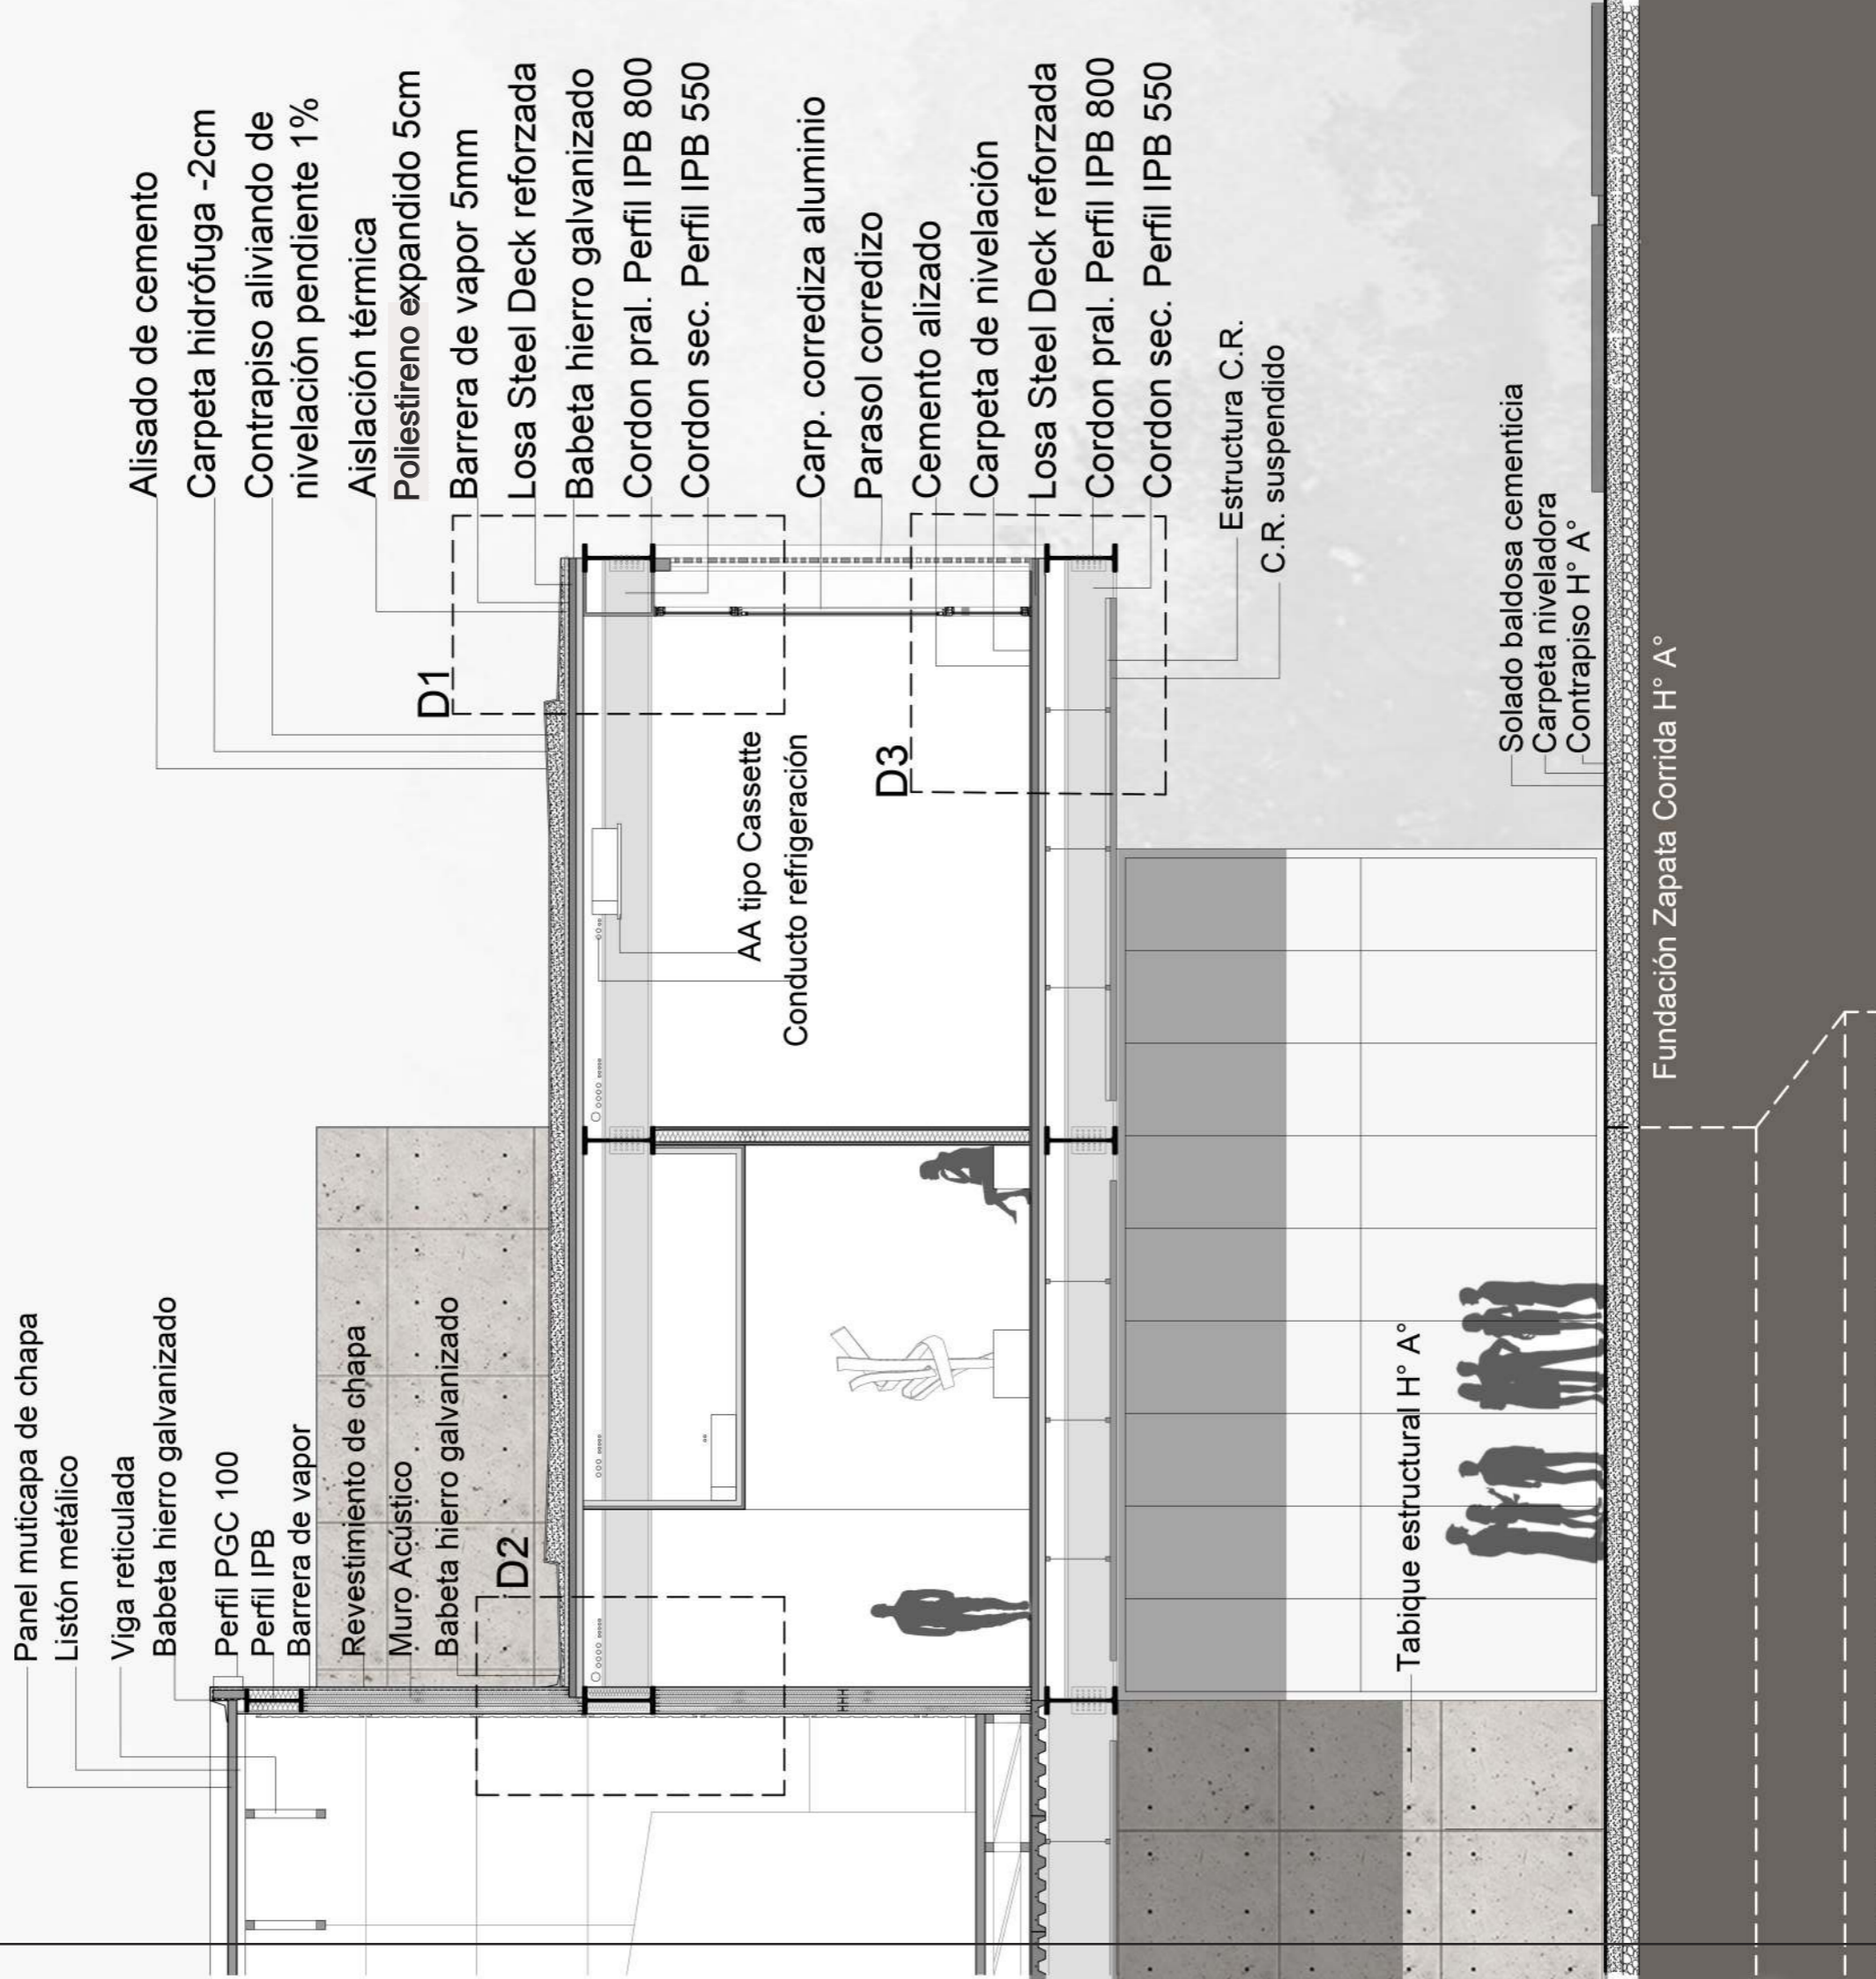 Panel muticapa de chapa
Listón metálico
Viga reticulada
Babeta hierro galvanizado
Perfil PGC 100
Perfil IPB
Barrera de vapor
Revestimiento de chapa
Muro Acústico
Babeta hierro galvanizado
D2
Alisado de cemento
Carpeta hidrófuga -2cm
Contrapiso aliviando de
nivelación pendiente 1%
Aislación térmica
Poliestireno expandido 5cm
Barrera de vapor 5mm
Losa Steel Deck reforzada
Babeta hierro galvanizado
Cordon pral. Perfil IPB 800
Cordon sec. Perfil IPB 550
D1
Carp. corrediza aluminio
Parasol corredizo
Cemento alizado
Carpeta de nivelación
Losa Steel Deck reforzada
Cordon pral. Perfil IPB 800
Cordon sec. Perfil IPB 550
D3
Estructura C.R.
C.R. suspendido
AA tipo Cassette
Conducto refrigeración
Tabique estructural H° A°
Solado baldosa cementicia
Carpeta niveladora
Contrapiso H° A°
Fundación Zapata Corrida H° A°